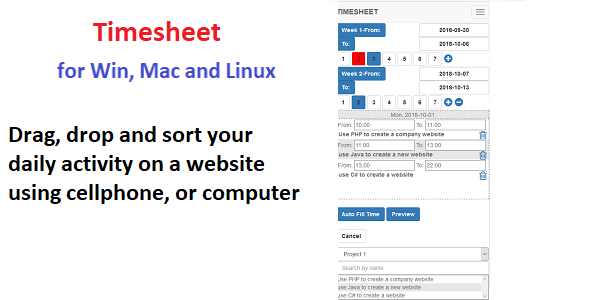 Timesheet
for Win, Mac and Linux
Drag, drop and sort your
daily activity on a website
using cellphone, or computer
TIMESHEET
Week 1-From: 2018-09-30
To: 2018-10-06
1 2 3 4 5 6 7
Week 2-From: 2018-10-07
To: 2018-10-13
1 2 3 4 5 6 7
Mon, 2018-10-01
From: 10:00 To: 11:00
Use PHP to create a company website
From: 11:00 To: 13:00
use Java to create a new website
From: 13:00 To: 22:00
use C# to create a website
Auto Fill Time Preview
Cancel
Project 1
Search by name
Use PHP to create a company website
use Java to create a new website
use C# to create a website